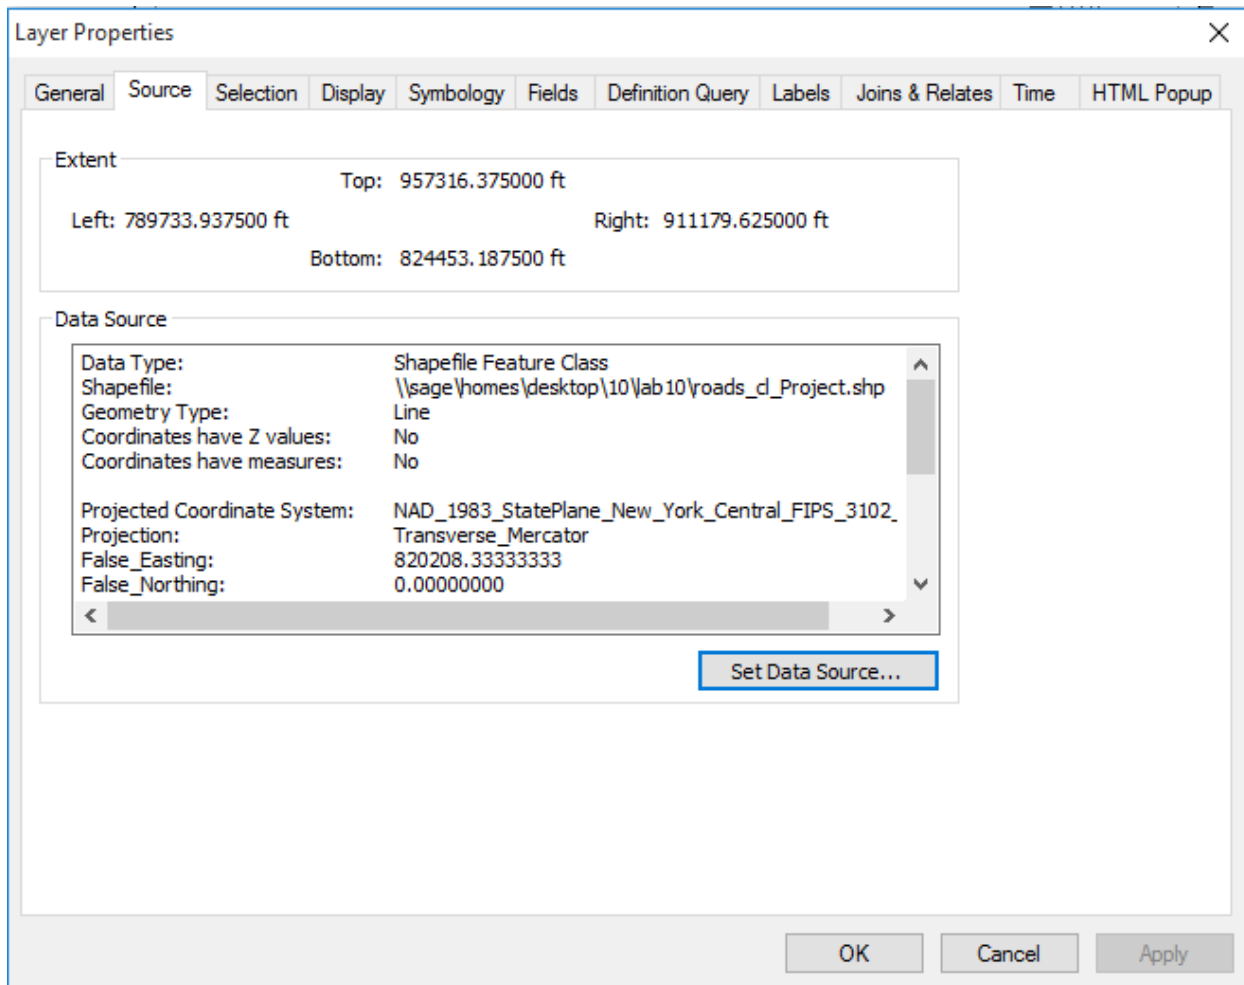 Layer Properties
General Source Selection Display Symbology Fields Definition Query Labels Joins & Relates Time HTML Popup
Extent
Top: 957316.375000 ft
Left: 789733.937500 ft Right: 911179.625000 ft
Bottom: 824453.187500 ft
Data Source
Data Type: Shapefile Feature Class
Shapefile: \\sage\homes\desktop\10\lab10\roads_cl_Project.shp
Geometry Type: Line
Coordinates have Z values: No
Coordinates have measures: No
Projected Coordinate System: NAD_1983_StatePlane_New_York_Central_FIPS_3102_
Projection: Transverse_Mercator
False_Easting: 820208.33333333
False_Northing: 0.00000000
Set Data Source...
OK Cancel Apply